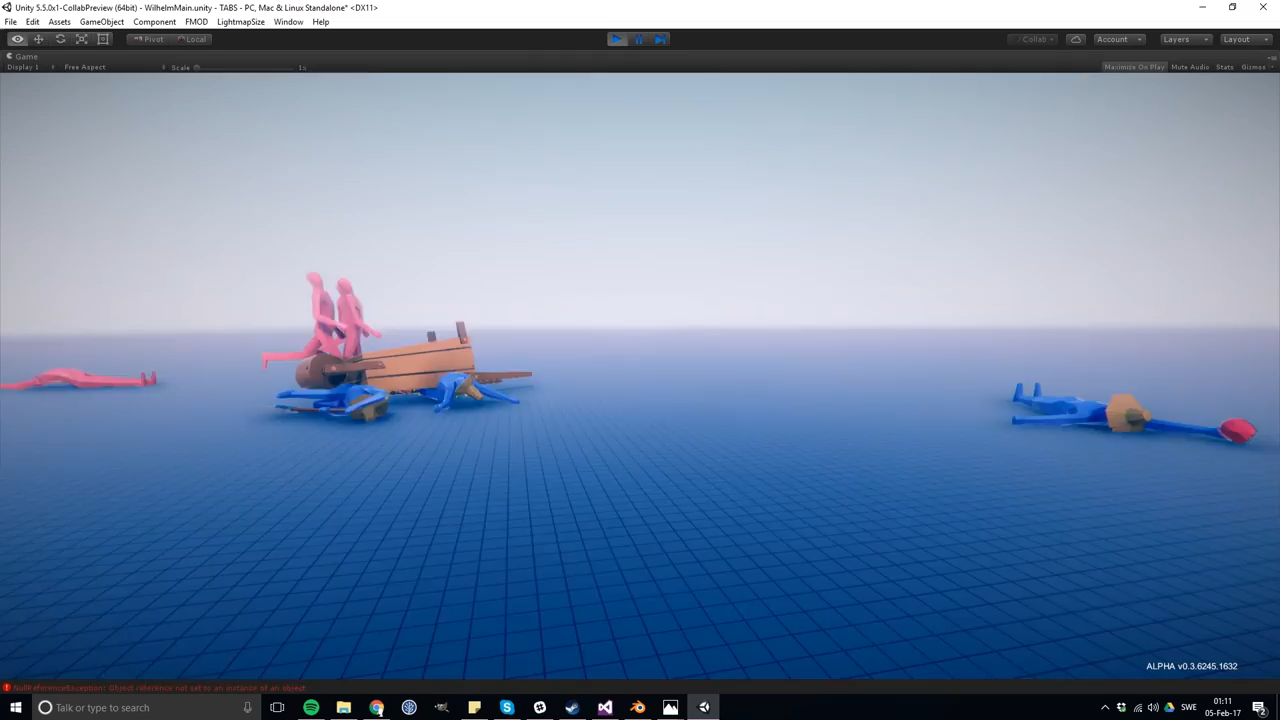 Unity 5.5.0x1-CollabPreview (64bit) - WilhelmMain.unity - TABS - PC, Mac & Linux Standalone* <DX11>
File Edit Assets GameObject Component FMOD LightmapSize Window Help
Pivot Local Collab Account Layers Layout
Game
Display 1 Free Aspect Scale 1x Maximize On Play Mute Audio Stats Gizmos
ALPHA v0.3.6245.1632
NullReferenceException: Object reference not set to an instance of an object
Type here to search SWE 01:11
05-Feb-17 2